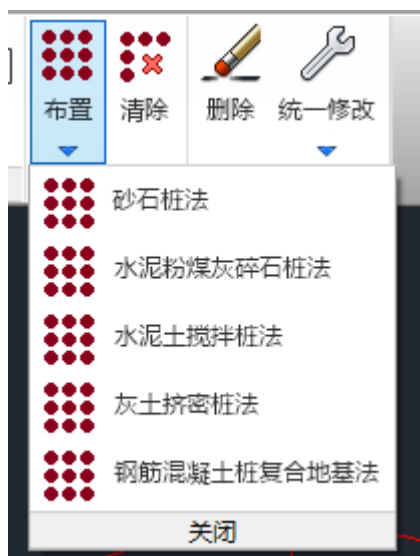 布置
清除
删除
统一修改
砂石桩法
水泥粉煤灰碎石桩法
水泥土搅拌桩法
灰土挤密桩法
钢筋混凝土桩复合地基法
关闭